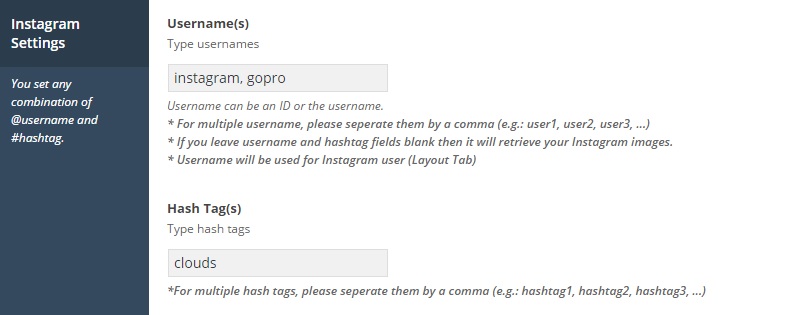 Instagram
Settings
You set any
combination of
@username and
#hashtag.
Username(s)
Type usernames
instagram, gopro
Username can be an ID or the username.
* For multiple username, please seperate them by a comma (e.g.: user1, user2, user3, ...)
* If you leave username and hashtag fields blank then it will retrieve your Instagram images.
* Username will be used for Instagram user (Layout Tab)
Hash Tag(s)
Type hash tags
clouds
*For multiple hash tags, please seperate them by a comma (e.g.: hashtag1, hashtag2, hashtag3, ...)